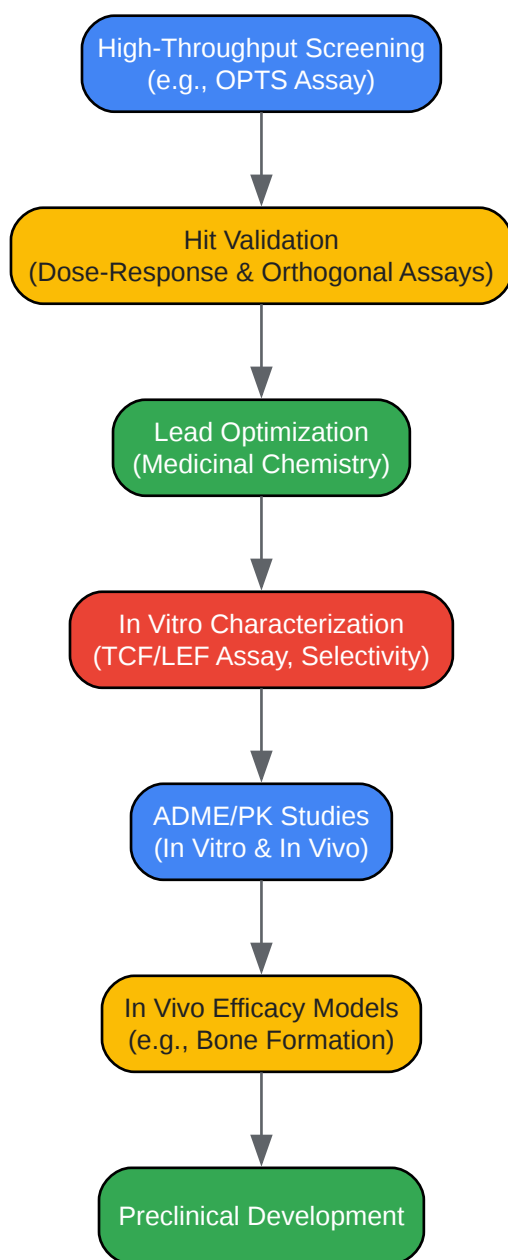 High-Throughput Screening
(e.g., OPTS Assay)
Hit Validation
(Dose-Response & Orthogonal Assays)
Lead Optimization
(Medicinal Chemistry)
In Vitro Characterization
(TCF/LEF Assay, Selectivity)
ADME/PK Studies
(In Vitro & In Vivo)
In Vivo Efficacy Models
(e.g., Bone Formation)
Preclinical Development